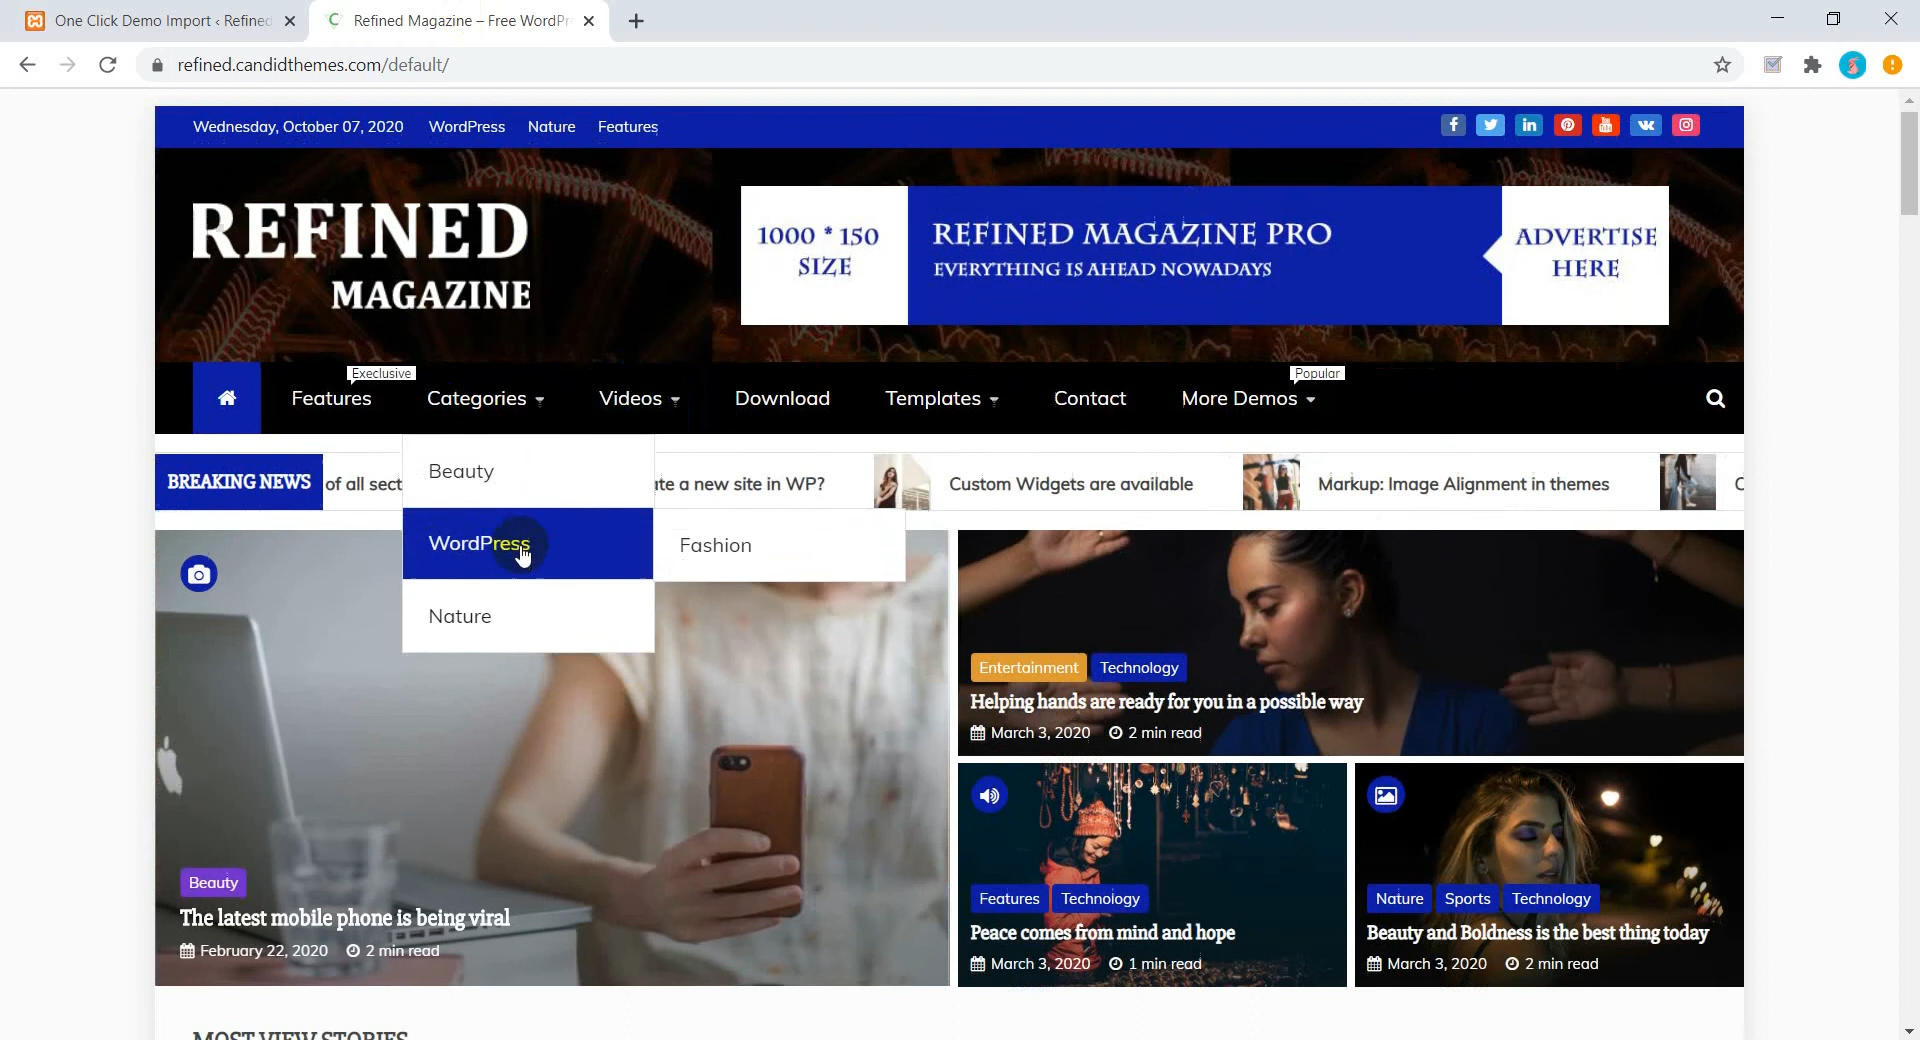 One Click Demo Import ‹ Refined
Refined Magazine – Free WordPr
refined.candidthemes.com/default/
Wednesday, October 07, 2020 WordPress Nature Features
REFINED
MAGAZINE
1000 * 150
SIZE
REFINED MAGAZINE PRO
EVERYTHING IS AHEAD NOWADAYS
ADVERTISE
HERE
Execlusive
Popular
Features Categories Videos Download Templates Contact More Demos
BREAKING NEWS
of all sect
te a new site in WP?
Custom Widgets are available
Markup: Image Alignment in themes
Beauty
WordPress
Fashion
Nature
Beauty
The latest mobile phone is being viral
February 22, 2020 2 min read
Entertainment Technology
Helping hands are ready for you in a possible way
March 3, 2020 2 min read
Features Technology
Peace comes from mind and hope
March 3, 2020 1 min read
Nature Sports Technology
Beauty and Boldness is the best thing today
March 3, 2020 2 min read
MOST VIEW STORIES